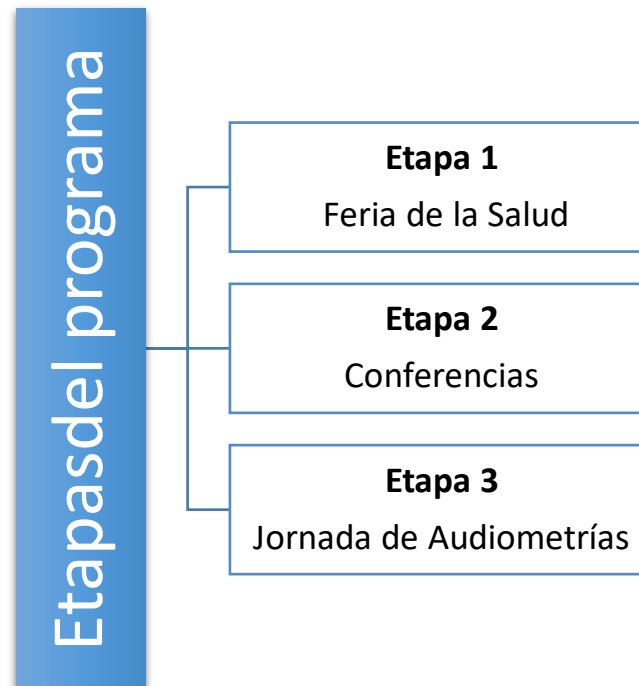 Etapasdel programa
Etapa 1
Feria de la Salud
Etapa 2
Conferencias
Etapa 3
Jornada de Audiometrías